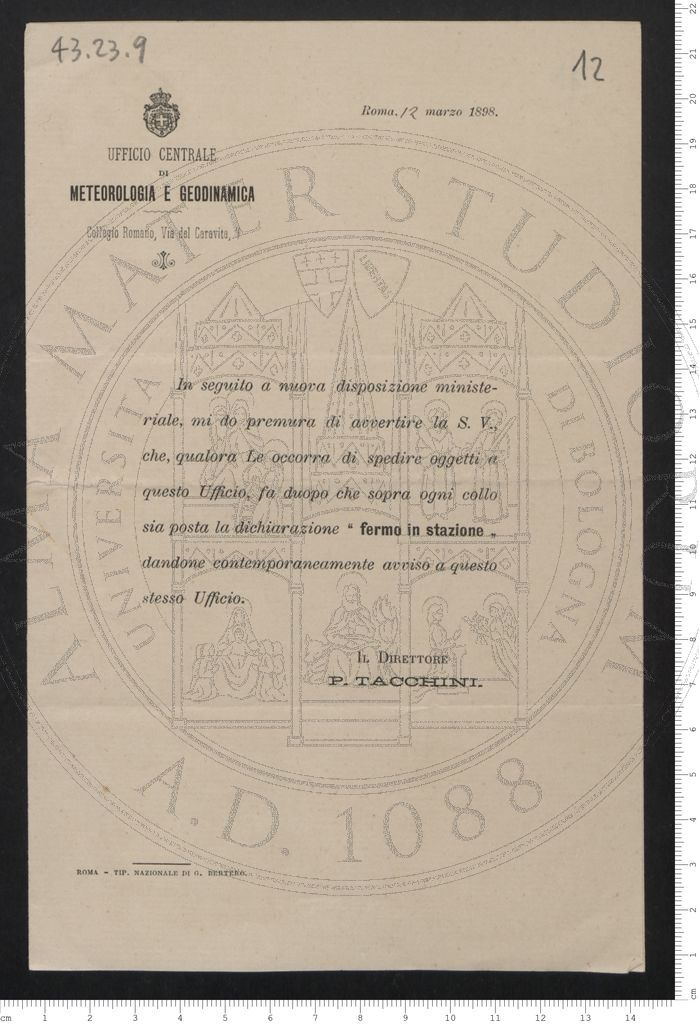 43.23.9
12
Roma, 12 marzo 1898.
UFFICIO CENTRALE
DI
METEOROLOGIA E GEODINAMICA
Collegio Romano, Via del Caravita,
In seguito a nuova disposizione ministe-
riale, mi do premura di avvertire la S. V.,
che, qualora Le occorra di spedire oggetti a
questo Ufficio, fa duopo che sopra ogni collo
sia posta la dichiarazione “ fermo in stazione „
dandone contemporaneamente avviso a questo
stesso Ufficio.
IL DIRETTORE
P. TACCHINI.
ROMA – TIP. NAZIONALE DI G. BERTERO.
ALMA MATER STUDIORUM
UNIVERSITA DI BOLOGNA
LIBERTAS
A.D. 1088